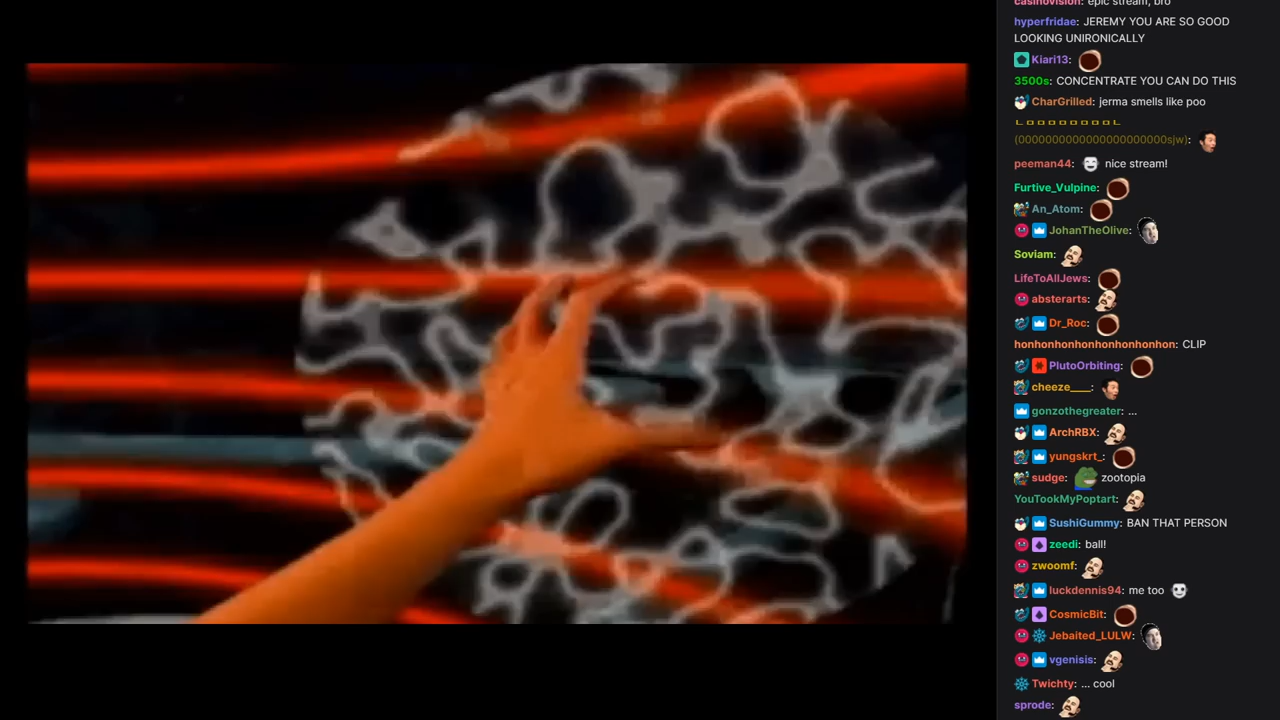 casinovision: epic stream, bro
hyperfridae: JEREMY YOU ARE SO GOOD
LOOKING UNIRONICALLY
Kiari13:
3500s: CONCENTRATE YOU CAN DO THIS
CharGrilled: jerma smells like poo
peeman44: nice stream!
Furtive_Vulpine:
An_Atom:
JohanTheOlive:
Soviam:
LifeToAllJews:
absterarts:
Dr_Roc:
honhonhonhonhonhonhonhon: CLIP
PlutoOrbiting:
cheeze____:
gonzothegreater: ...
ArchRBX:
yungskrt_:
sudge: zootopia
YouTookMyPoptart:
SushiGummy: BAN THAT PERSON
zeedi: ball!
zwoomf:
luckdennis94: me too
CosmicBit:
Jebaited_LULW:
vgenisis:
Twichty: ... cool
sprode: